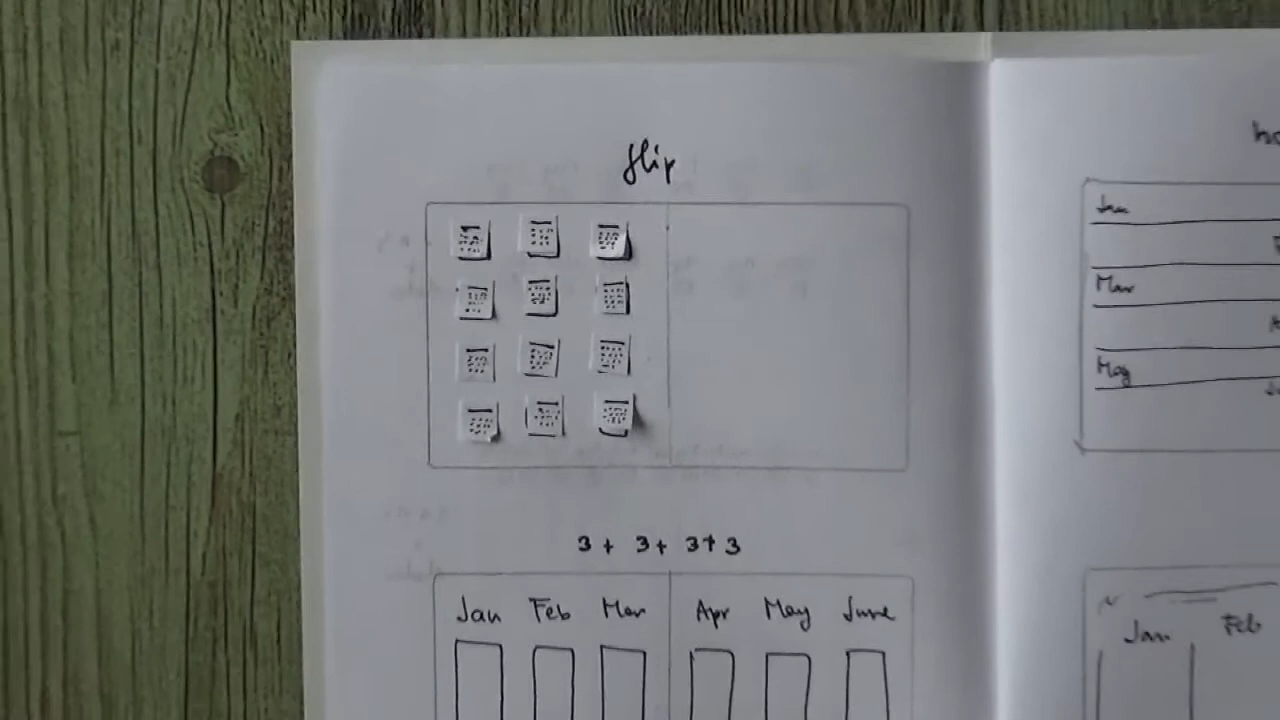 flip
3 + 3 + 3 + 3
Jan Feb Mar Apr May June
Jan
Mar
May
Jan Feb